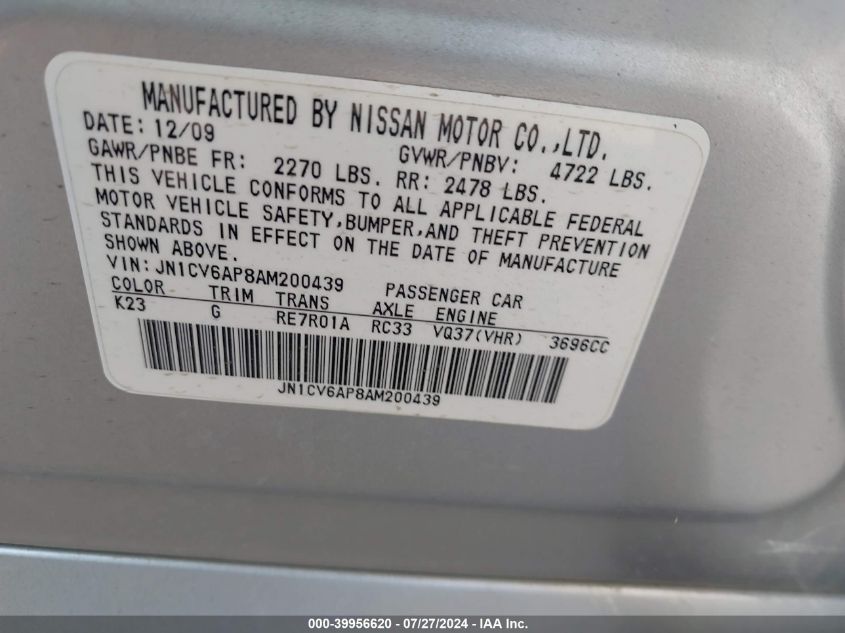 MANUFACTURED BY NISSAN MOTOR CO.,LTD.
DATE: 12/09
GAWR/PNBE FR: 2270 LBS. RR: 2478 LBS. GVWR/PNBV: 4722 LBS.
THIS VEHICLE CONFORMS TO ALL APPLICABLE FEDERAL
MOTOR VEHICLE SAFETY,BUMPER,AND THEFT PREVENTION
STANDARDS IN EFFECT ON THE DATE OF MANUFACTURE
SHOWN ABOVE.
VIN: JN1CV6AP8AM200439 PASSENGER CAR
COLOR TRIM TRANS AXLE ENGINE
K23 G RE7R01A RC33 VQ37(VHR) 3696CC
JN1CV6AP8AM200439
000-39956620 / 07/27/2024 - IAA Inc.